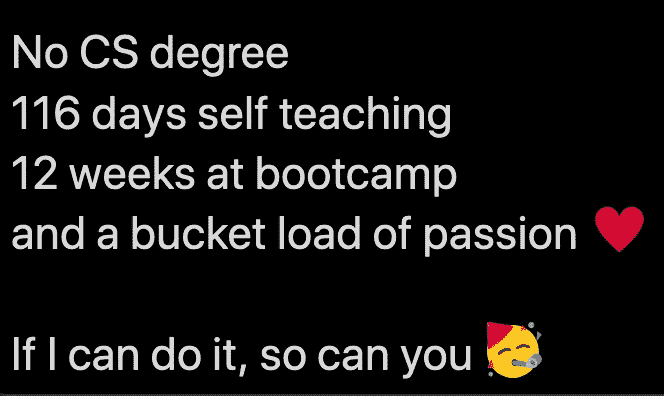 No CS degree
116 days self teaching
12 weeks at bootcamp
and a bucket load of passion ❤️
If I can do it, so can you 🥳